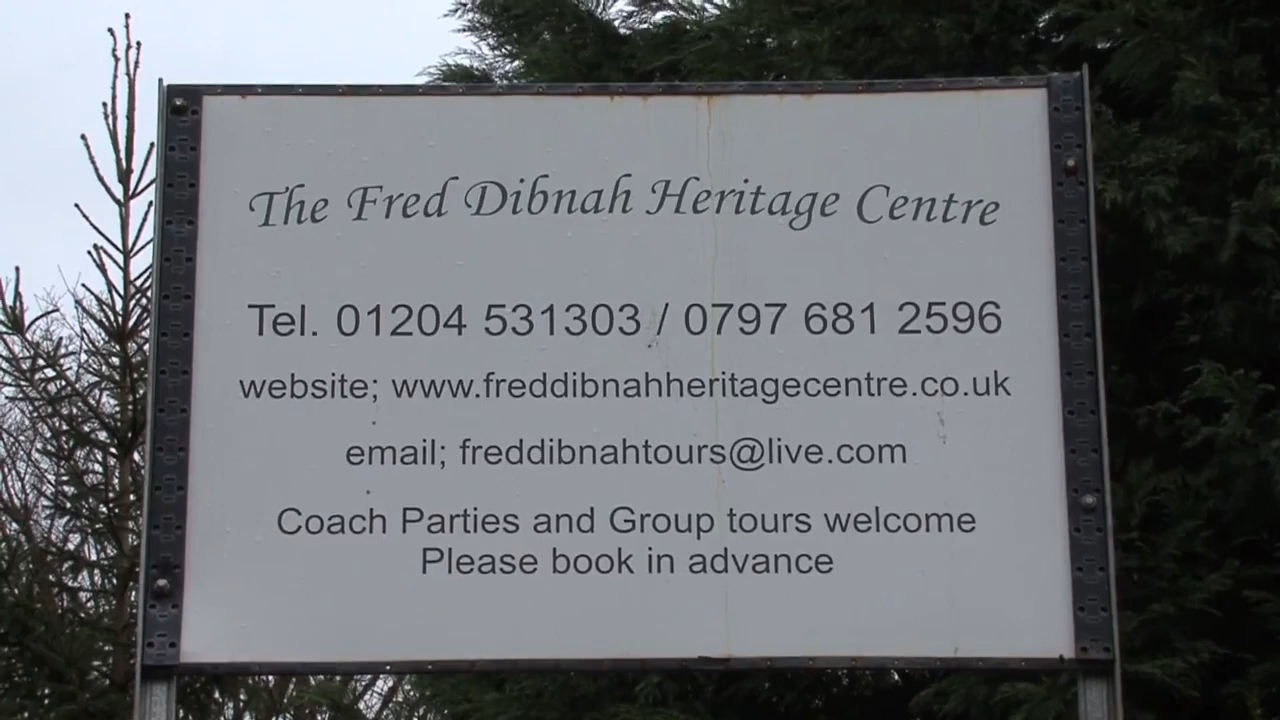 The Fred Dibnah Heritage Centre
Tel. 01204 531303 / 0797 681 2596
website; www.freddibnahheritagecentre.co.uk
email; freddibnahtours@live.com
Coach Parties and Group tours welcome
Please book in advance